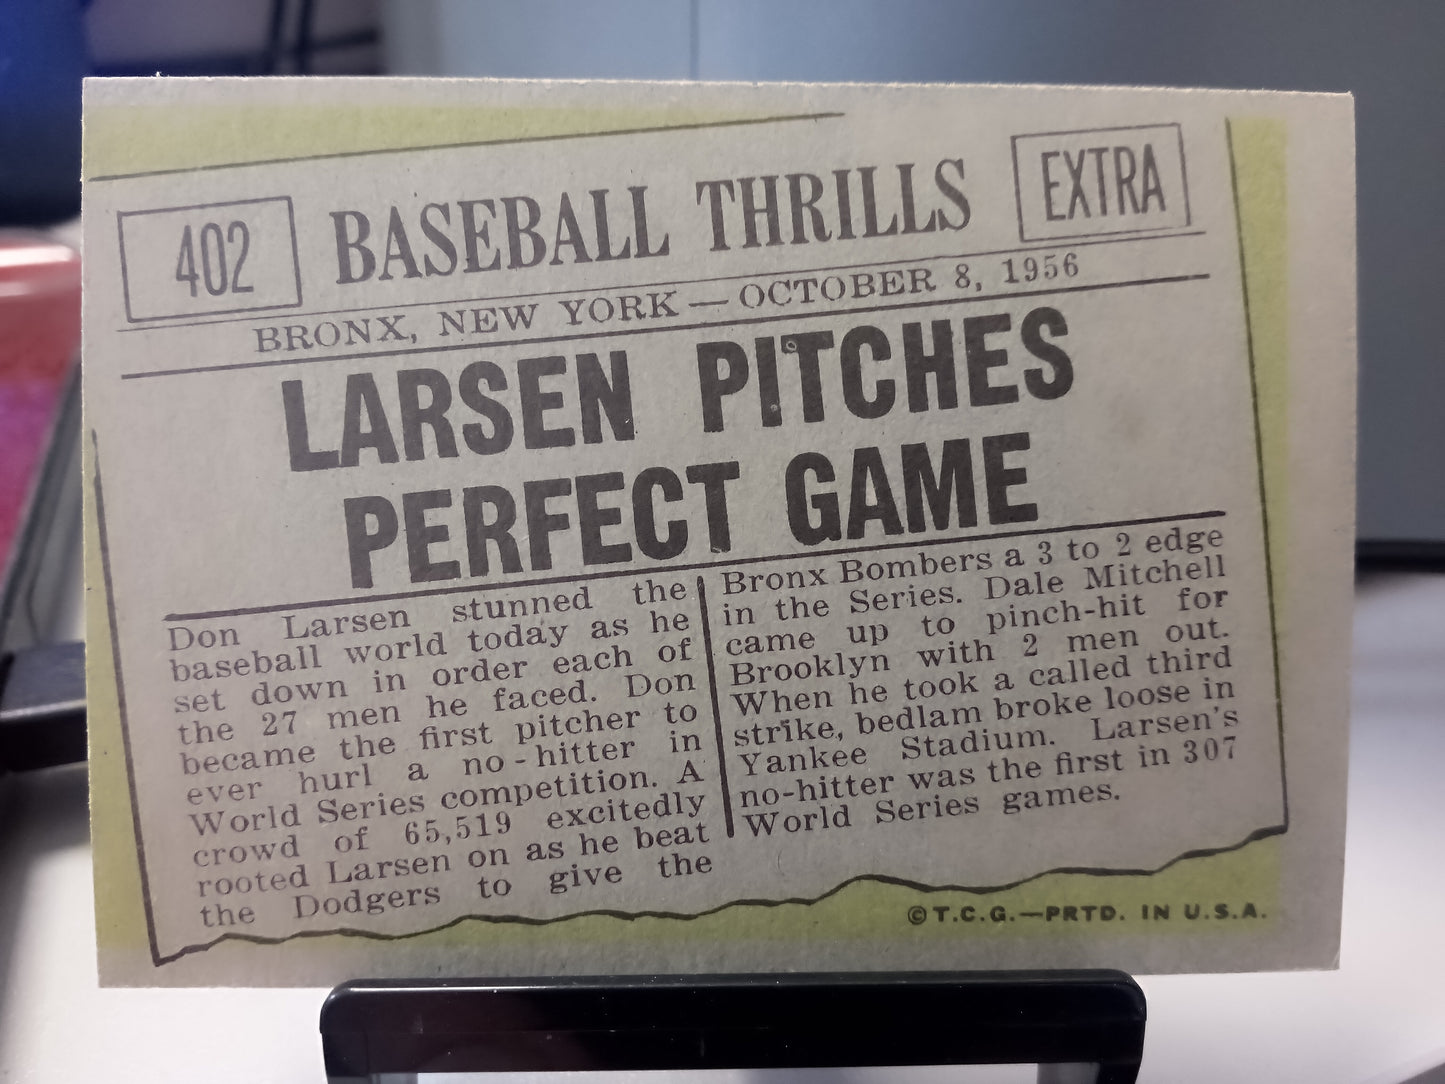 402
BASEBALL THRILLS
EXTRA
BRONX, NEW YORK — OCTOBER 8, 1956
LARSEN PITCHES
PERFECT GAME
Don Larsen stunned the
baseball world today as he
set down in order each of
the 27 men he faced. Don
became the first pitcher to
ever hurl a no-hitter in
World Series competition. A
crowd of 65,519 excitedly
rooted Larsen on as he beat
the Dodgers to give the
Bronx Bombers a 3 to 2 edge
in the Series. Dale Mitchell
came up to pinch-hit for
Brooklyn with 2 men out.
When he took a called third
strike, bedlam broke loose in
Yankee Stadium. Larsen's
no-hitter was the first in 307
World Series games.
©T.C.G.—PRTD. IN U.S.A.